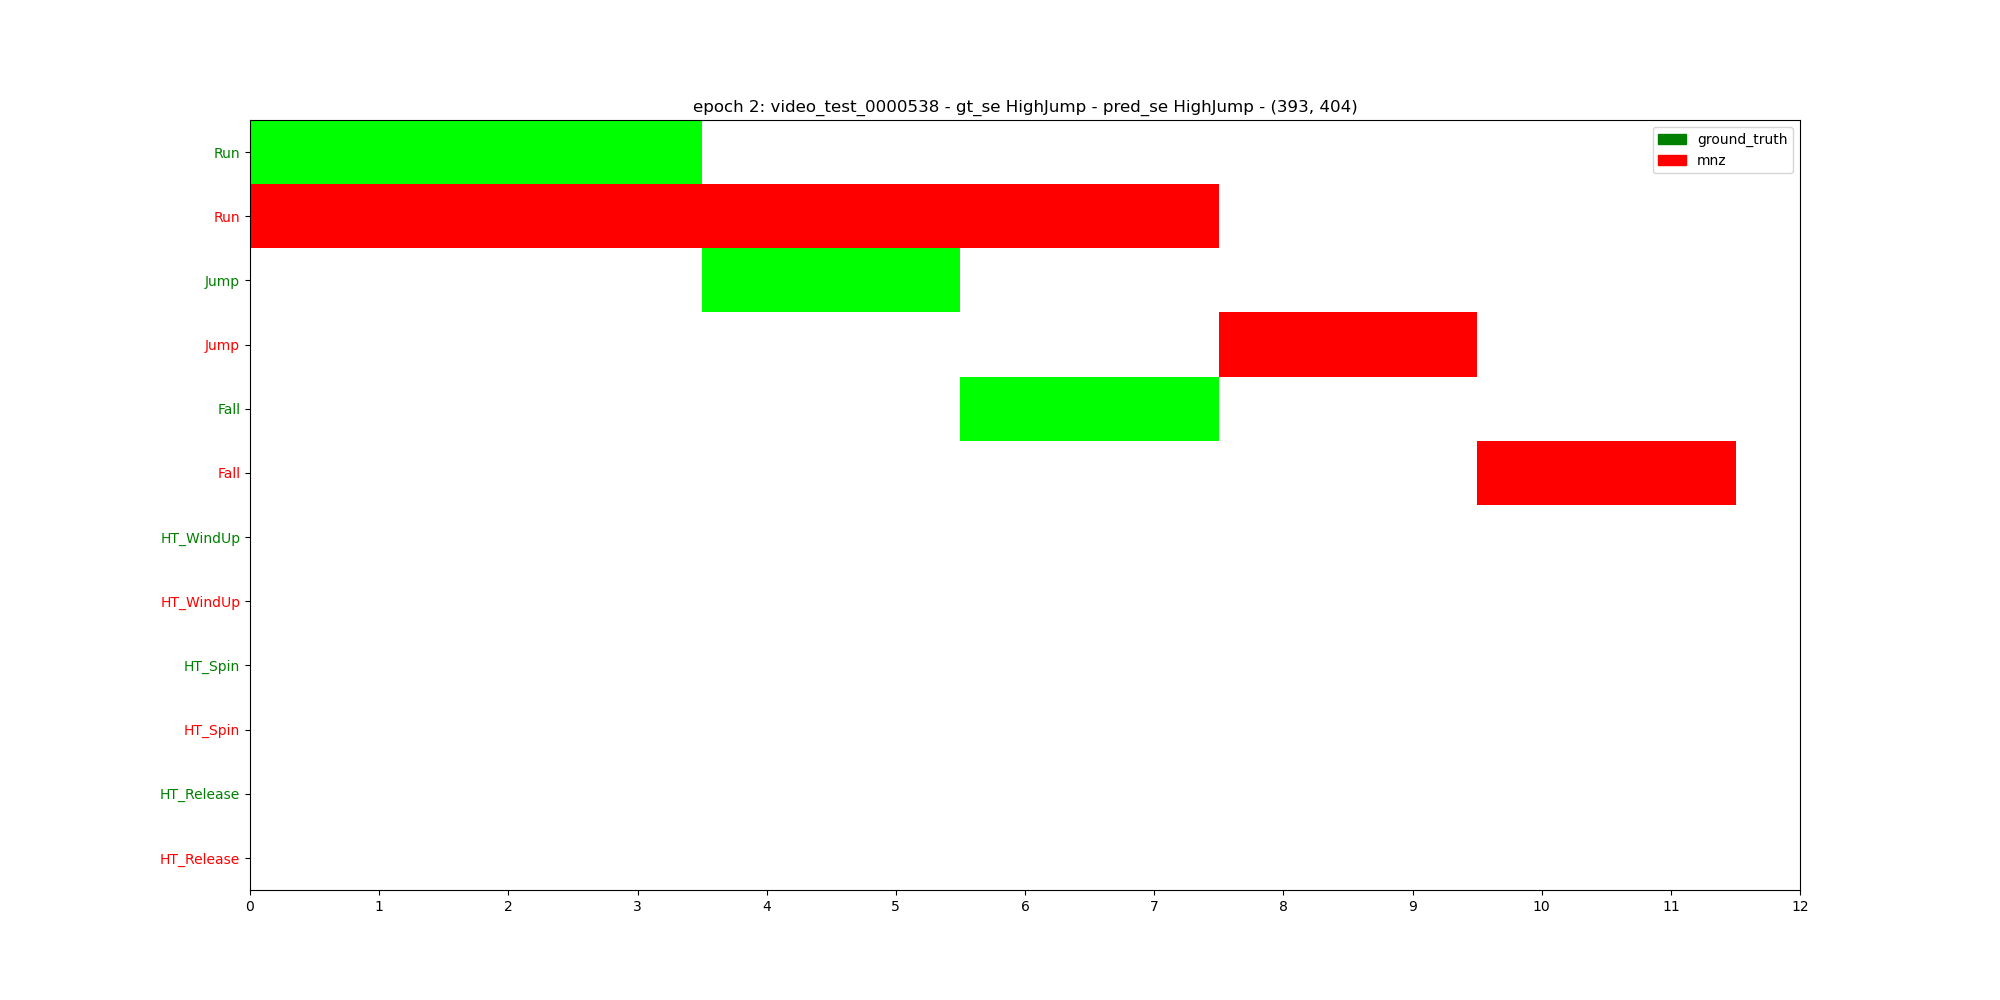 epoch 2: video_test_0000538 - gt_se HighJump - pred_se HighJump - (393, 404)
ground_truth
mnz
Run
Run
Jump
Jump
Fall
Fall
HT_WindUp
HT_WindUp
HT_Spin
HT_Spin
HT_Release
HT_Release
0 1 2 3 4 5 6 7 8 9 10 11 12